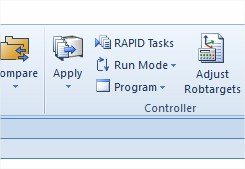 ompare
Apply
RAPID Tasks
Run Mode
Program
Adjust
Robtargets
Controller